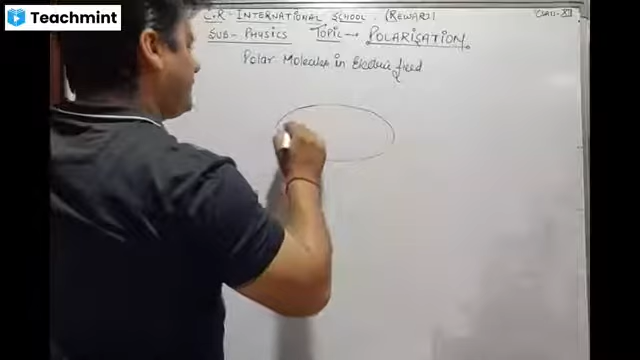 Teachmint
C.R - INTERNATIONAL SCHOOL (REWARI)
CLASS-XII
SUB- PHYSICS TOPIC → POLARISATION
Polar Molecules in Electric field